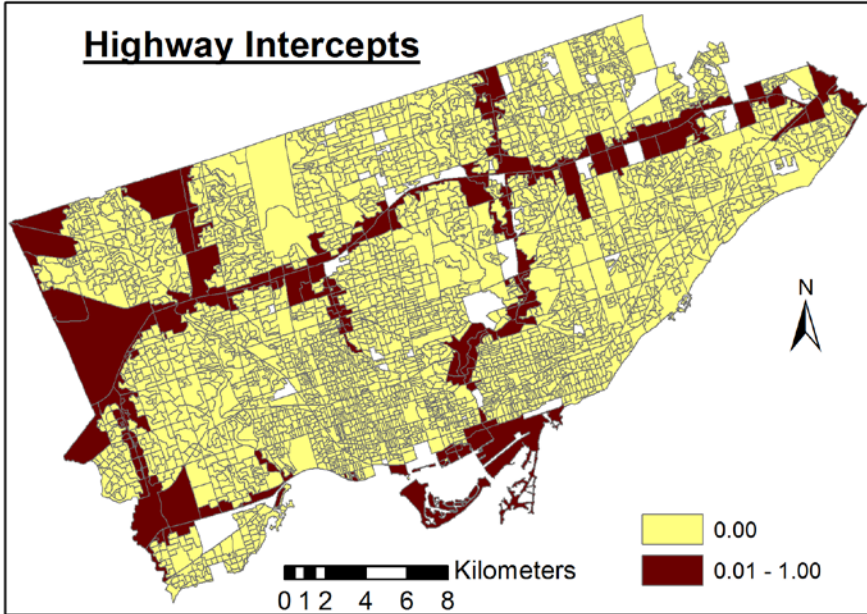 Highway Intercepts
N
0.00
0.01 - 1.00
Kilometers
0 1 2 4 6 8